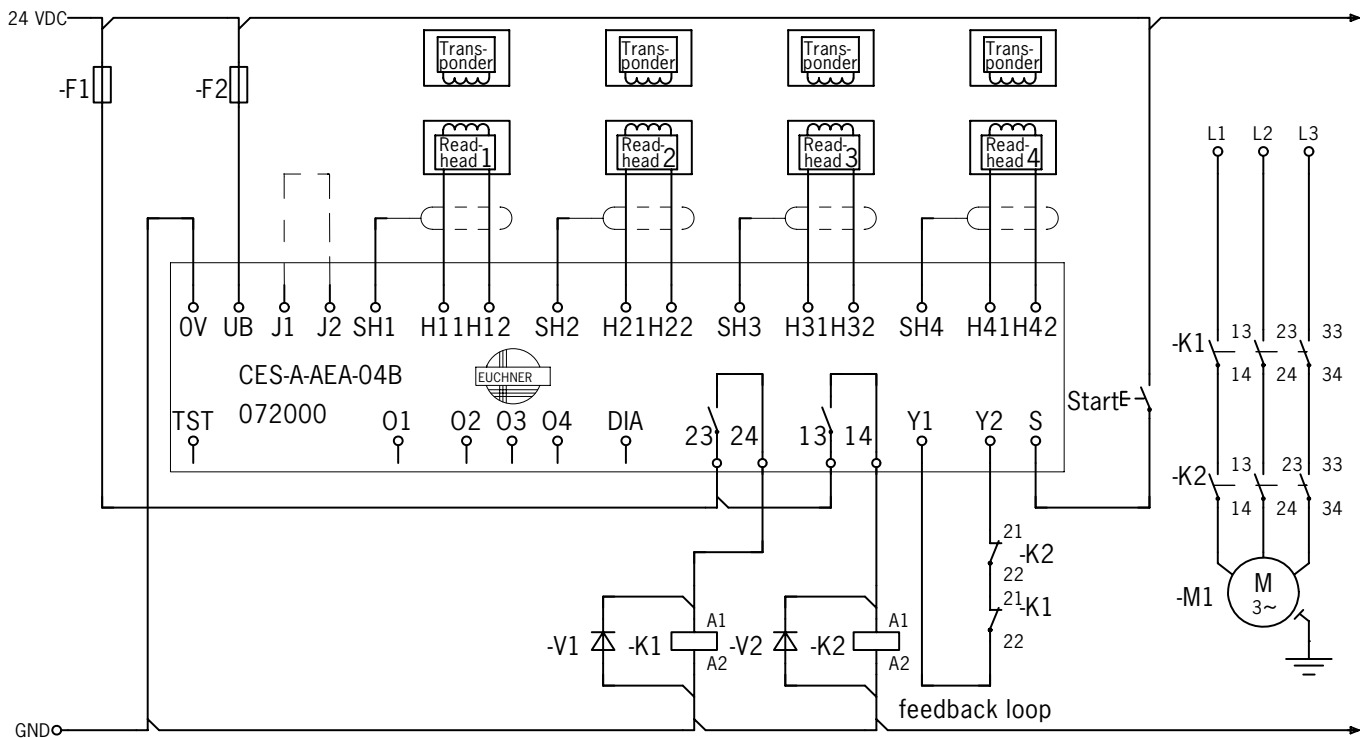 24 VDC
-F1
-F2
Trans-
ponder
Trans-
ponder
Trans-
ponder
Trans-
ponder
Read-
head 1
Read-
head 2
Read-
head 3
Read-
head 4
L1 L2 L3
0V UB J1 J2 SH1 H11 H12 SH2 H21 H22 SH3 H31 H32 SH4 H41 H42
CES-A-AEA-04B
072000
EUCHNER
TST O1 O2 O3 O4 DIA 23 24 13 14 Y1 Y2 S
Start
-K1 13 23 33
14 24 34
-K2 13 23 33
14 24 34
21
-K2
22
21
-K1
22
-M1
M
3~
-V1 -K1 A1
A2
-V2 -K2 A1
A2
feedback loop
GND